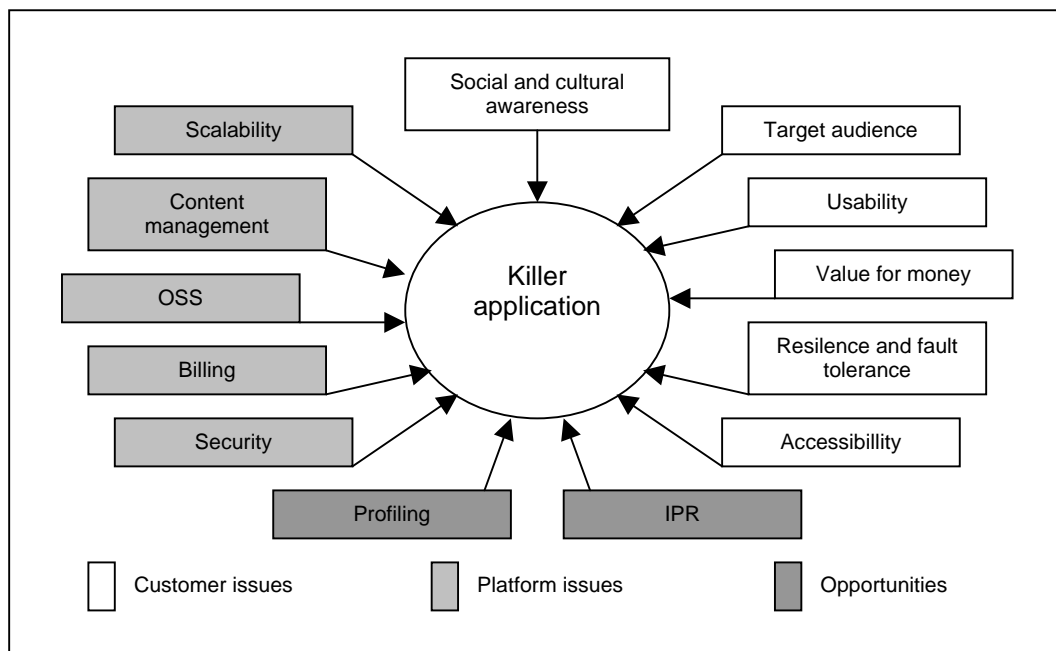 Social and cultural
awareness
Scalability
Target audience
Content
management
Usability
Killer
application
OSS
Value for money
Billing
Resilence and fault
tolerance
Security
Accessibillity
Profiling
IPR
Customer issues
Platform issues
Opportunities